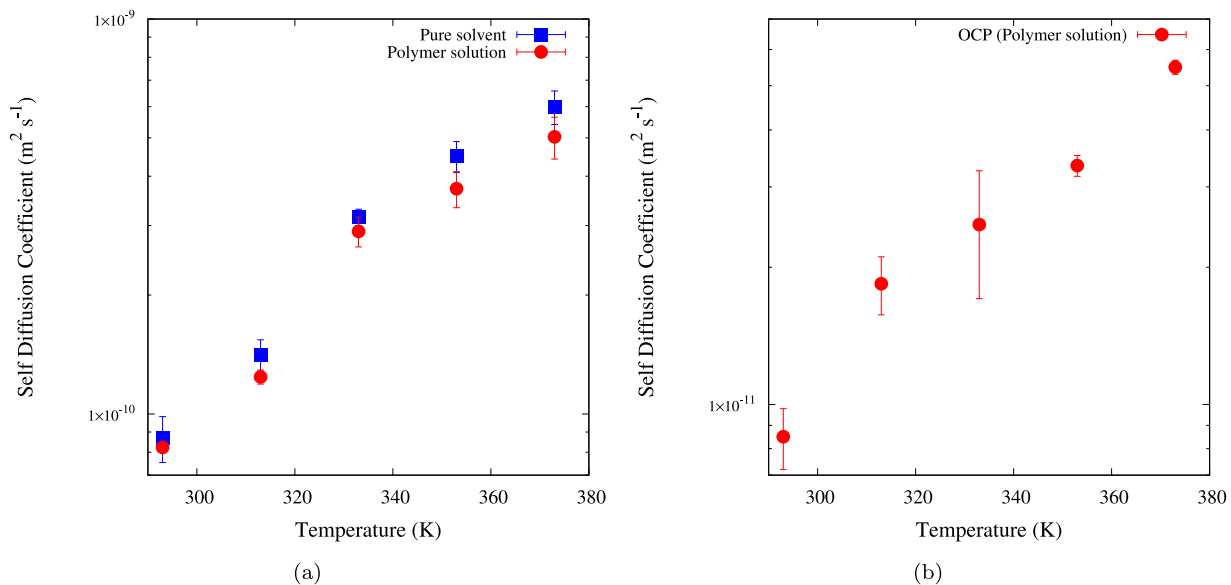 1×10⁻⁹
Pure solvent
Polymer solution
Self Diffusion Coefficient (m² s⁻¹)
1×10⁻¹⁰
300 320 340 360 380
Temperature (K)
(a)
OCP (Polymer solution)
Self Diffusion Coefficient (m² s⁻¹)
1×10⁻¹¹
300 320 340 360 380
Temperature (K)
(b)